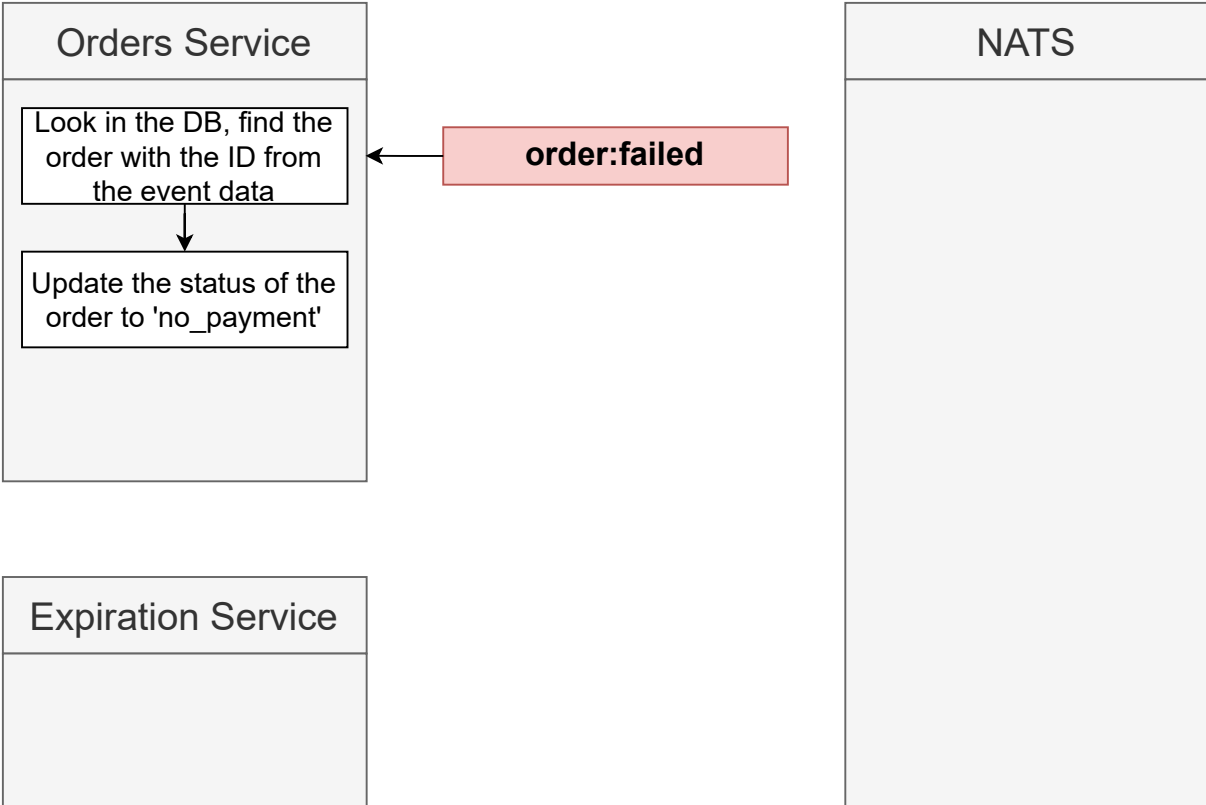 Orders Service
NATS
Look in the DB, find the
order with the ID from
the event data
order:failed
Update the status of the
order to 'no_payment'
Expiration Service